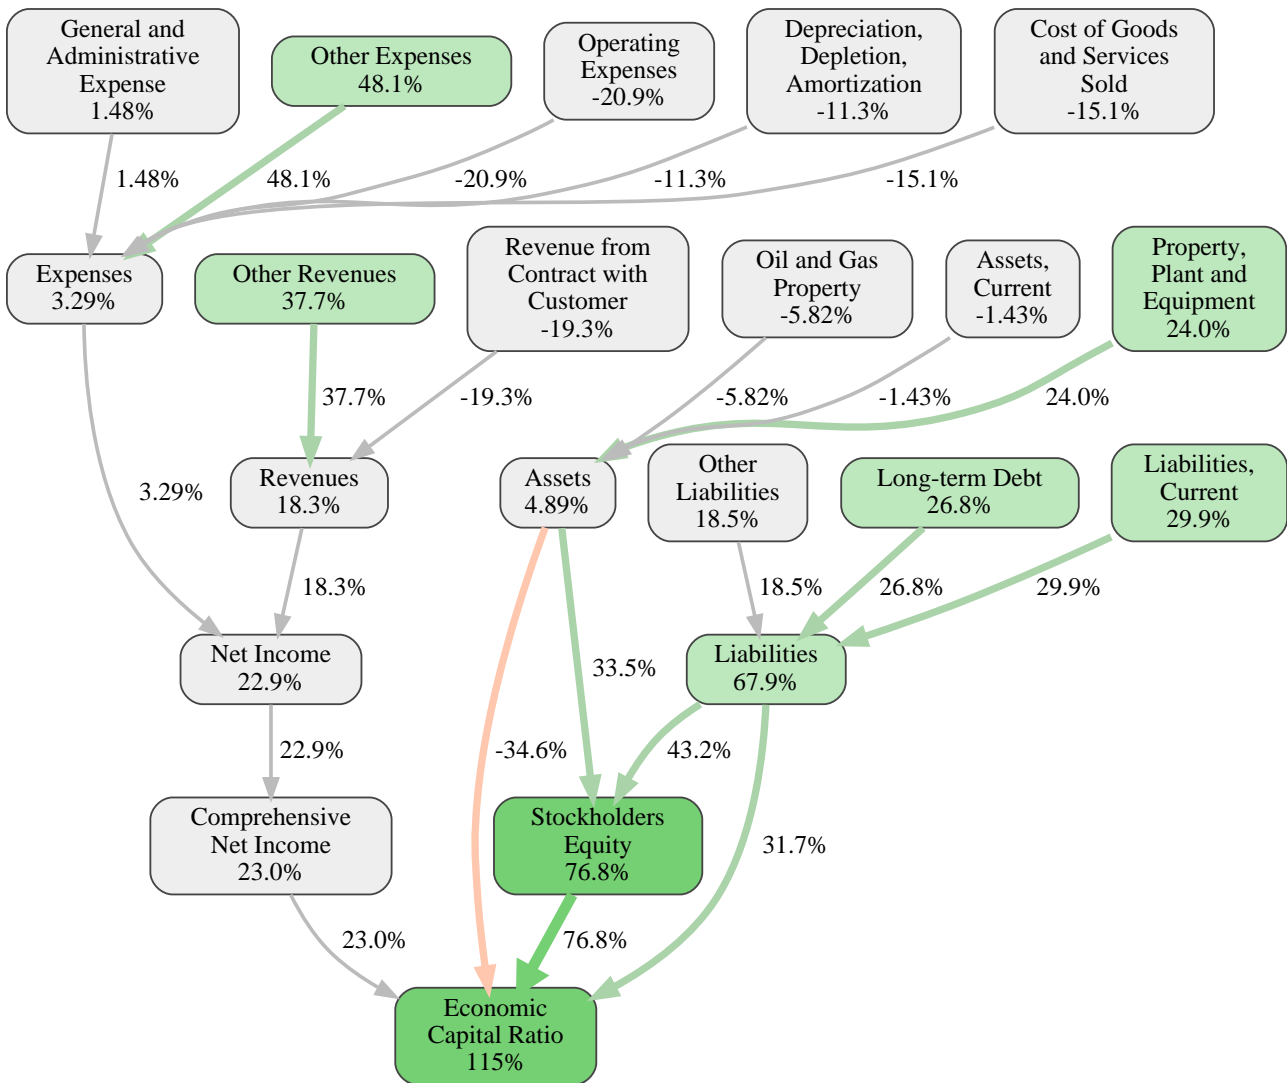 General and
Administrative
Expense
1.48%
Other Expenses
48.1%
Operating
Expenses
-20.9%
Depreciation,
Depletion,
Amortization
-11.3%
Cost of Goods
and Services
Sold
-15.1%
1.48%
48.1%
-20.9%
-11.3%
-15.1%
Expenses
3.29%
Other Revenues
37.7%
Revenue from
Contract with
Customer
-19.3%
Oil and Gas
Property
-5.82%
Assets,
Current
-1.43%
Property,
Plant and
Equipment
24.0%
37.7%
-19.3%
-5.82%
-1.43%
24.0%
3.29%
Revenues
18.3%
Assets
4.89%
Other
Liabilities
18.5%
Long-term Debt
26.8%
Liabilities,
Current
29.9%
18.3%
18.5%
26.8%
29.9%
Net Income
22.9%
33.5%
Liabilities
67.9%
22.9%
-34.6%
43.2%
Comprehensive
Net Income
23.0%
Stockholders
Equity
76.8%
31.7%
23.0%
76.8%
Economic
Capital Ratio
115%